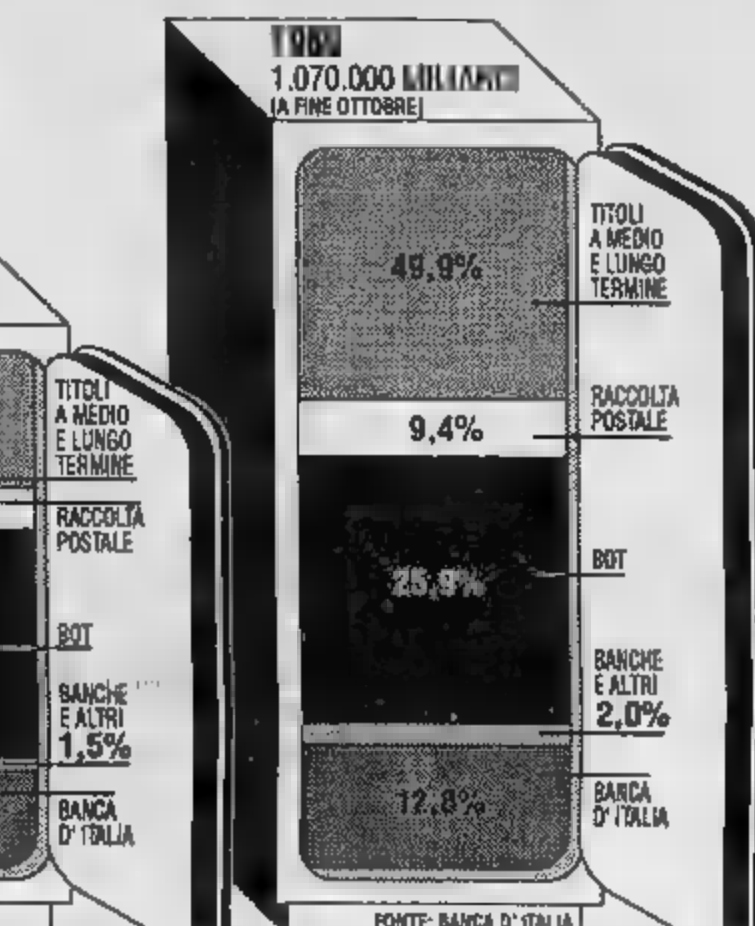 1989
1.070.000 MILIARDI
(A FINE OTTOBRE)
49,9%
TITOLI
A MEDIO
E LUNGO
TERMINE
9,4%
RACCOLTA
POSTALE
25,9%
BOT
BANCHE
E ALTRI
2,0%
12,8%
BANCA
D'ITALIA
TITOLI
A MEDIO
E LUNGO
TERMINE
RACCOLTA
POSTALE
BOT
BANCHE
E ALTRI
1,5%
BANCA
D'ITALIA
FONTE: BANCA D'ITALIA